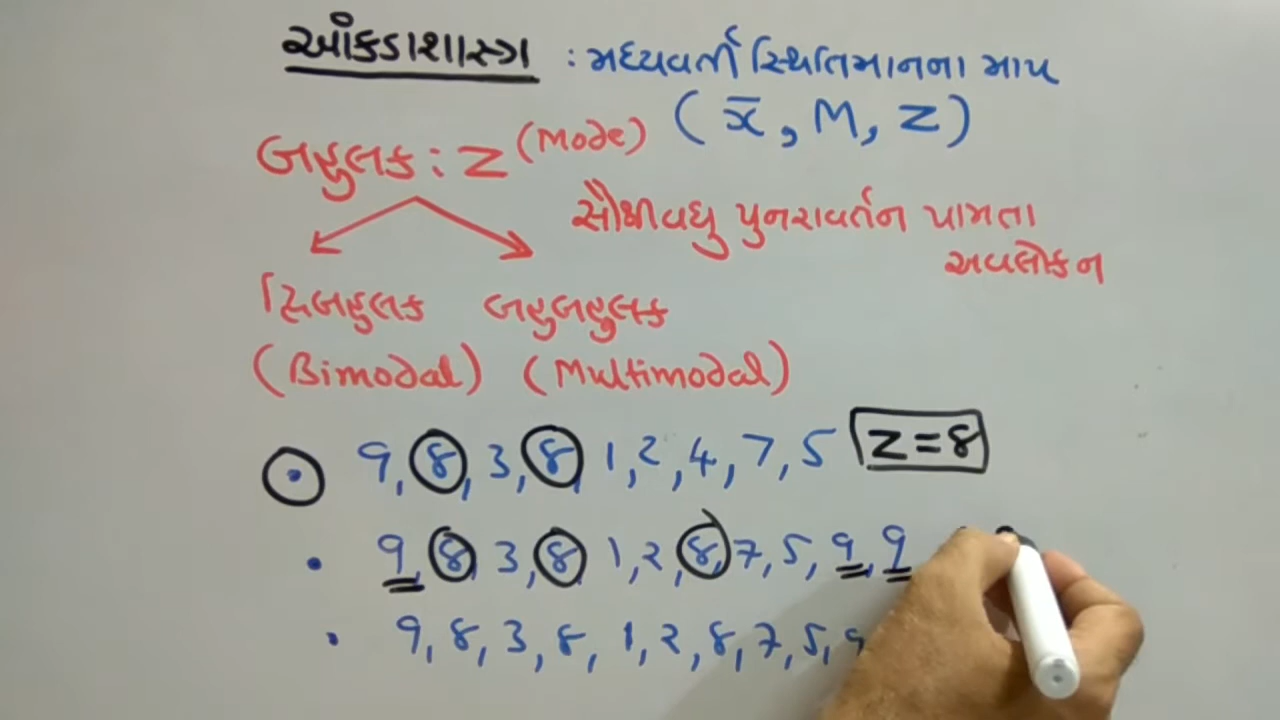 આંકડાશાસ્ત્ર : મધ્યવર્તી સ્થિતિમાનના માપ
(x̅, M, Z)
બહુલક : Z (Mode)
સૌથી વધુ પુનરાવર્તન પામતા
અવલોકન
દ્વિબહુલક બહુબહુલક
(Bimodal) (Multimodal)
• 9, 8, 3, 8, 1, 2, 4, 7, 5 Z = 8
• 9, 8, 3, 8, 1, 2, 8, 7, 5, 9, 9
• 9, 8, 3, 8, 1, 2, 8, 7, 5, 9